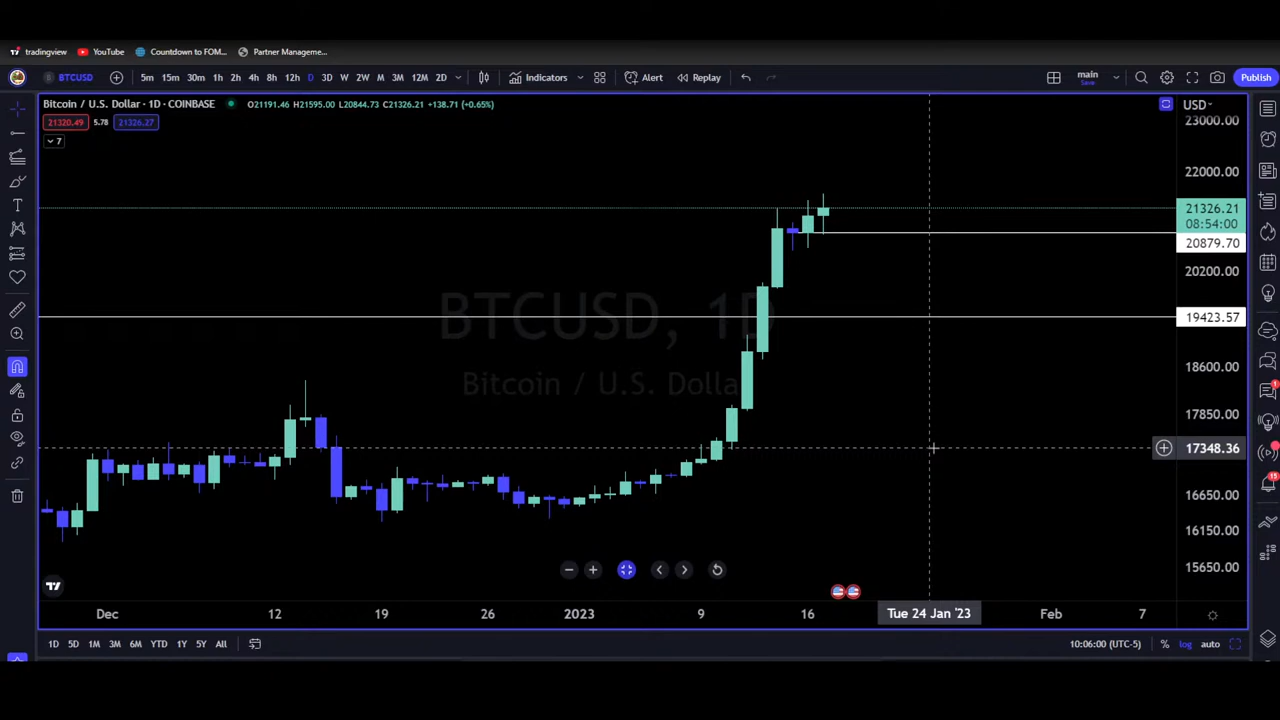 tradingview YouTube Countdown to FOM... Partner Manageme...
BTCUSD 5m 15m 30m 1h 2h 4h 8h 12h D 3D W 2W M 3M 12M 2D Indicators Alert Replay main Save Publish
Bitcoin / U.S. Dollar · 1D · COINBASE O21191.46 H21595.00 L20844.73 C21326.21 +138.71 (+0.65%)
USD
21320.49 5.78 21326.27
23000.00
7
22000.00
21326.21
08:54:00
20879.70
20200.00
BTCUSD, 1D
19423.57
Bitcoin / U.S. Dolla
18600.00
17850.00
17348.36
16650.00
16150.00
15650.00
Dec 12 19 26 2023 9 16 Tue 24 Jan '23 Feb 7
1D 5D 1M 3M 6M YTD 1Y 5Y All 10:06:00 (UTC-5) % log auto